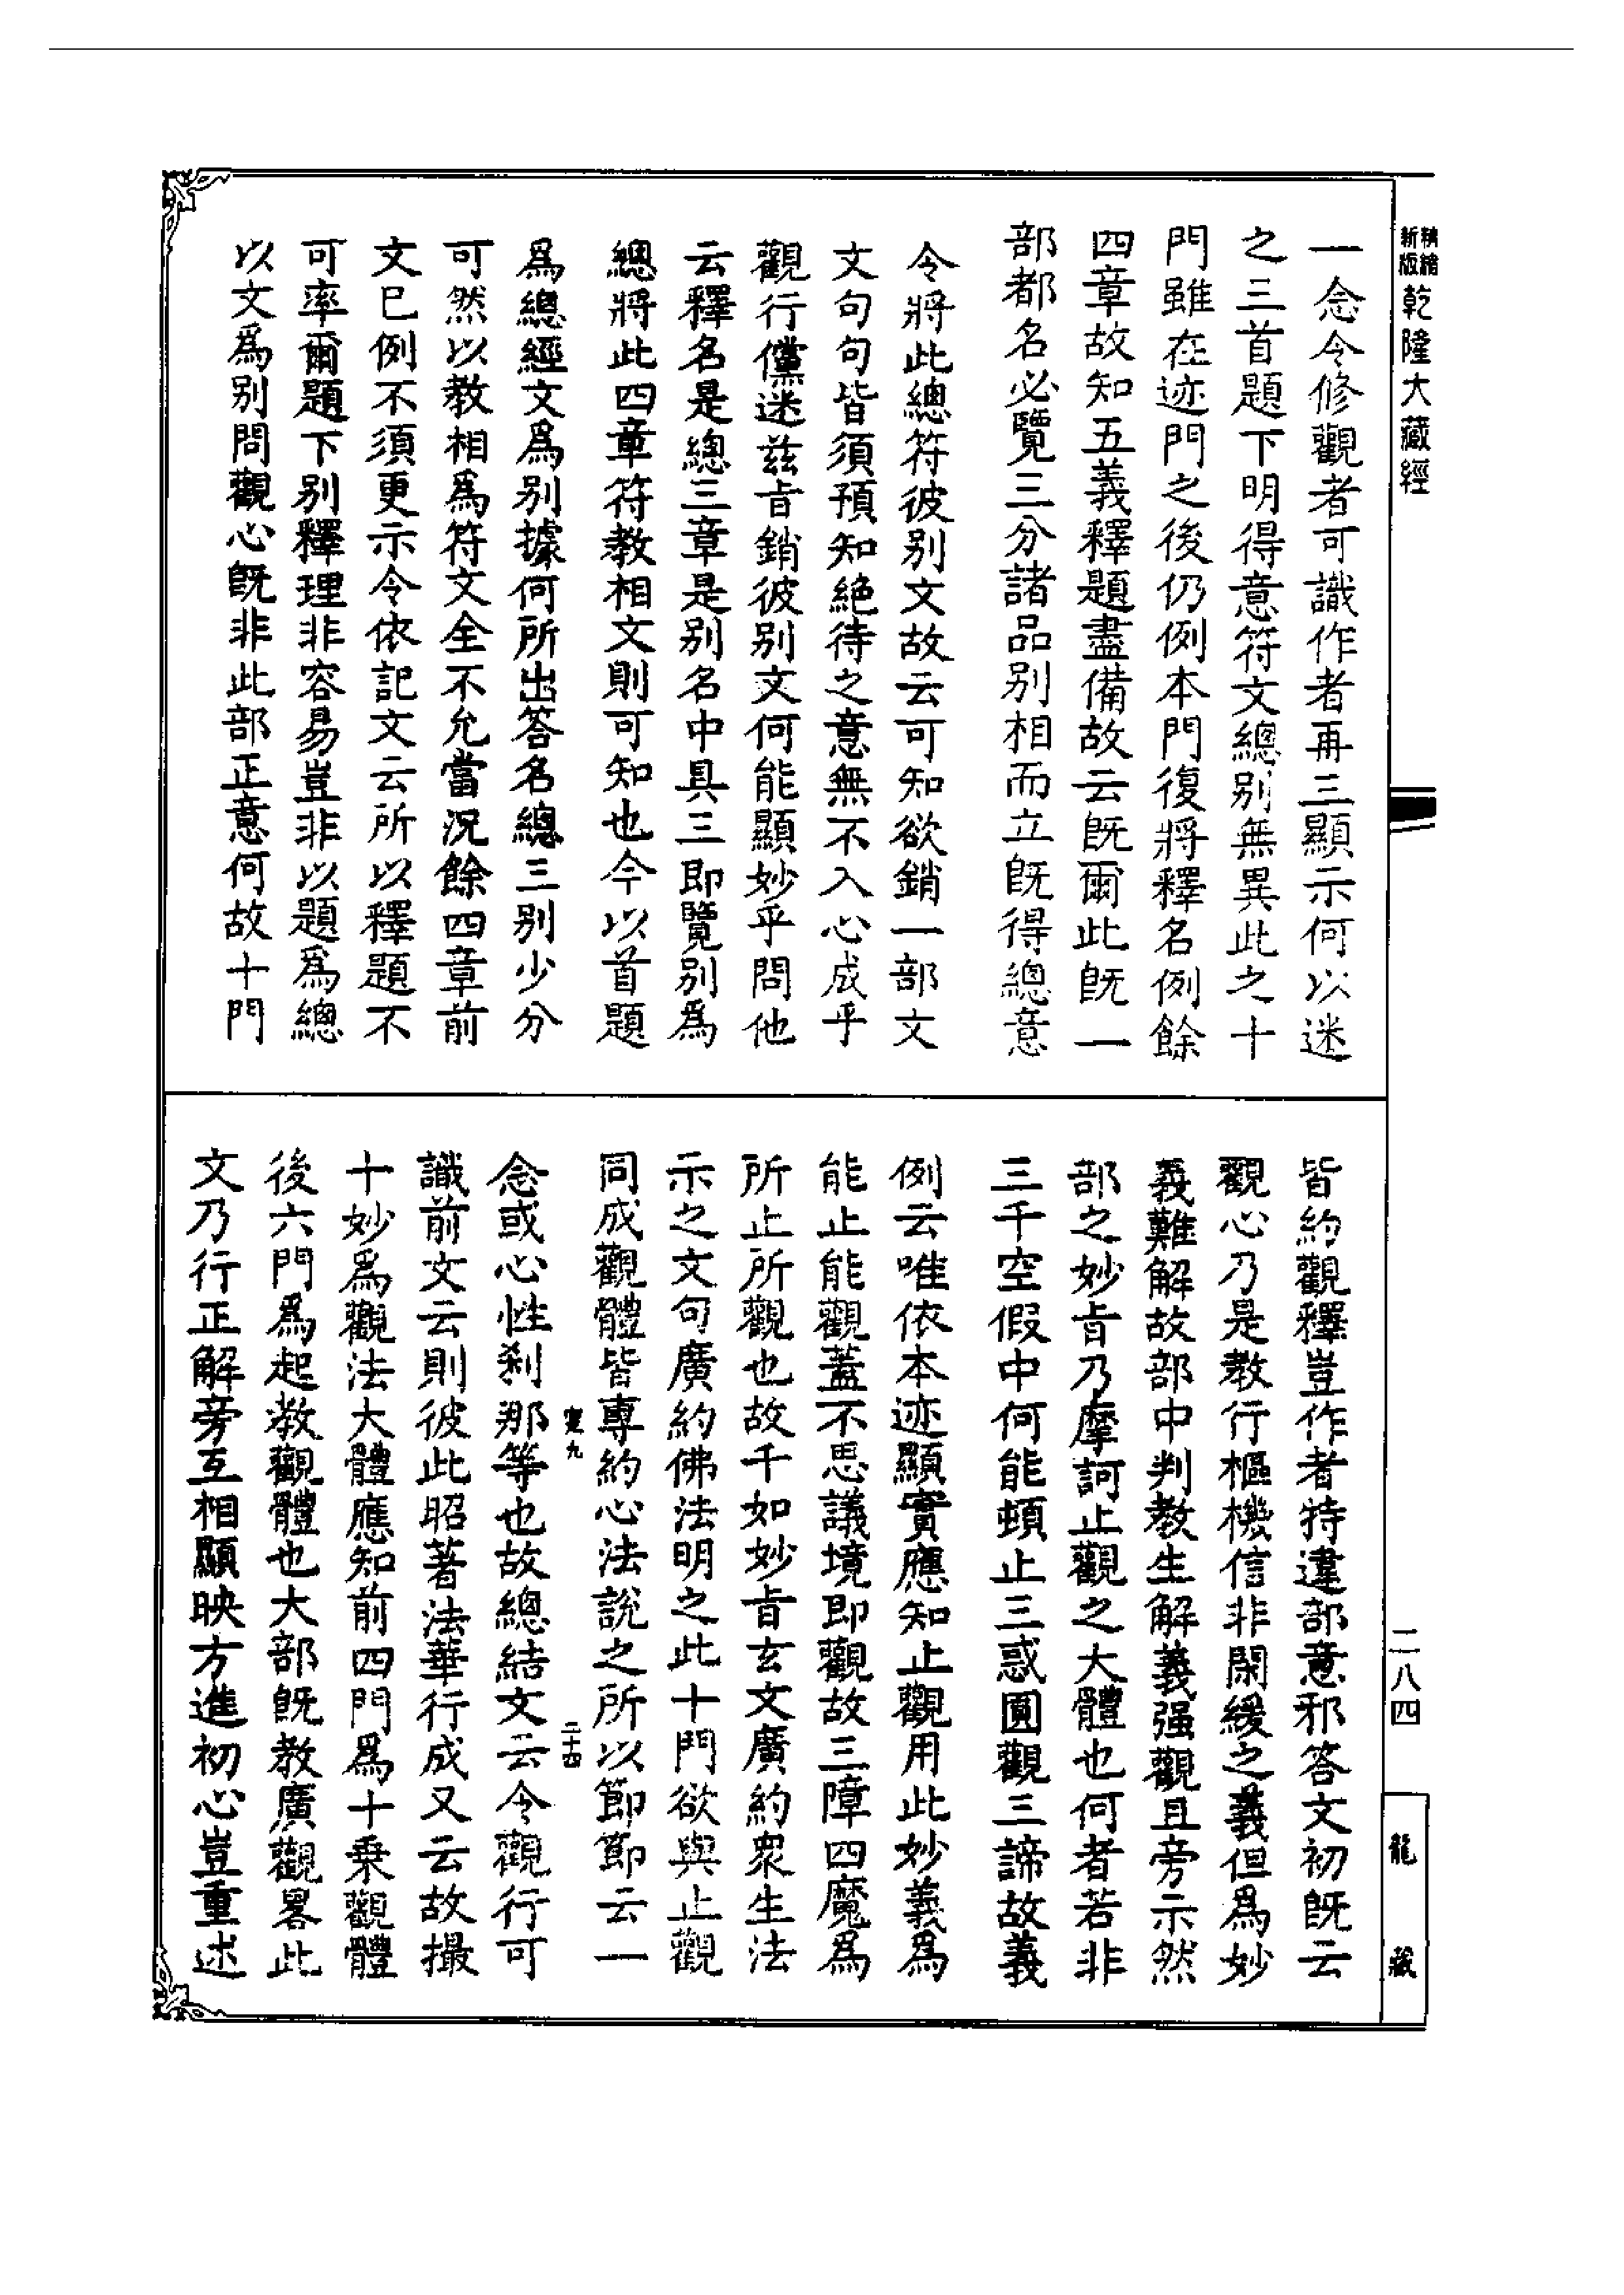 精縮新版乾隆大藏經
一念令修觀者可識作者再三顯示何以迷
之三首題下明得意符文總別無異此之十
門雖在迹門之後仍例本門復將釋名例餘
四章故知五義釋題盡備故云旣爾此旣一
部都名必覽三分諸品別相而立旣得總意
令將此總符彼別文故云可知欲銷一部文
文句句皆須預知絕待之意無不入心成乎
觀行儻迷茲旨銷彼別文何能顯妙乎問他
云釋名是總三章是別名中具三即覽別爲
總將此四章符教相文則可知也今以首題
爲總經文爲別據何所出答名總三別少分
可然以教相爲符文全不允當況餘四章前
文已例不須更示令依記文云所以釋題不
可率爾題下別釋理非容易豈非以題爲總
以文爲別問觀心旣非此部正意何故十門
皆約觀釋豈作者特違部意邪答文初旣云
觀心乃是教行樞機信非閑緩之義但爲妙
義難解故部中判教生解義强觀且旁示然
部之妙旨乃摩訶止觀之大體也何者若非
三千空假中何能頓止三惑圓觀三諦故義
例云唯依本迹顯實應知止觀用此妙義爲
能止能觀蓋不思議境即觀故三障四魔爲
所止所觀也故千如妙旨玄文廣約衆生法
示之文句廣約佛法明之此十門欲與止觀
同成觀體皆專約心法說之所以節節云一
九
二十四
念或心性刹那等也故總結文云令觀行可
識前文云則彼此昭著法華行成又云故撮
十妙爲觀法大體應知前四門爲十乘觀體
後六門爲起教觀體也大部旣教廣觀畧此
文乃行正解旁互相顯映方進初心豈重述
二八四
龍藏